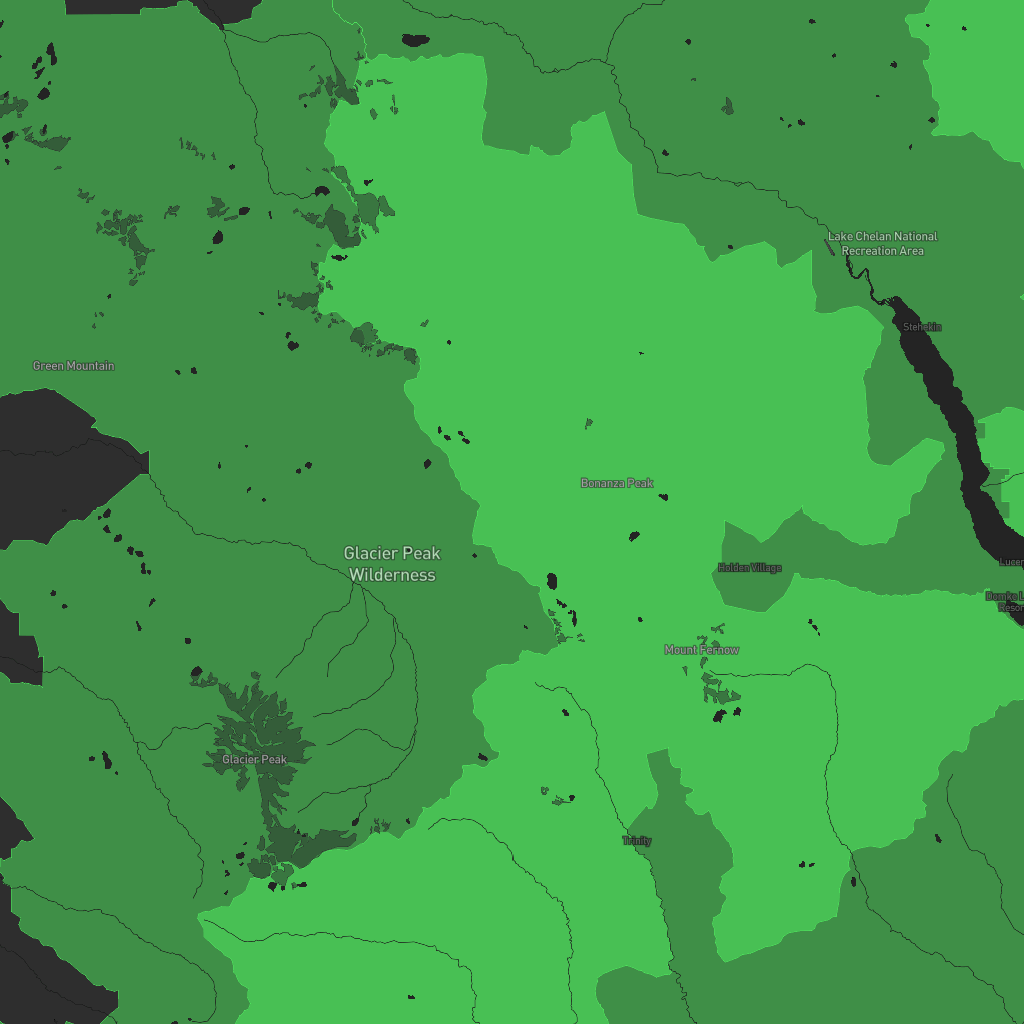 Lake Chelan National
Recreation Area
Stehekin
Green Mountain
Bonanza Peak
Glacier Peak
Wilderness
Holden Village
Mount Fernow
Glacier Peak
Trinity